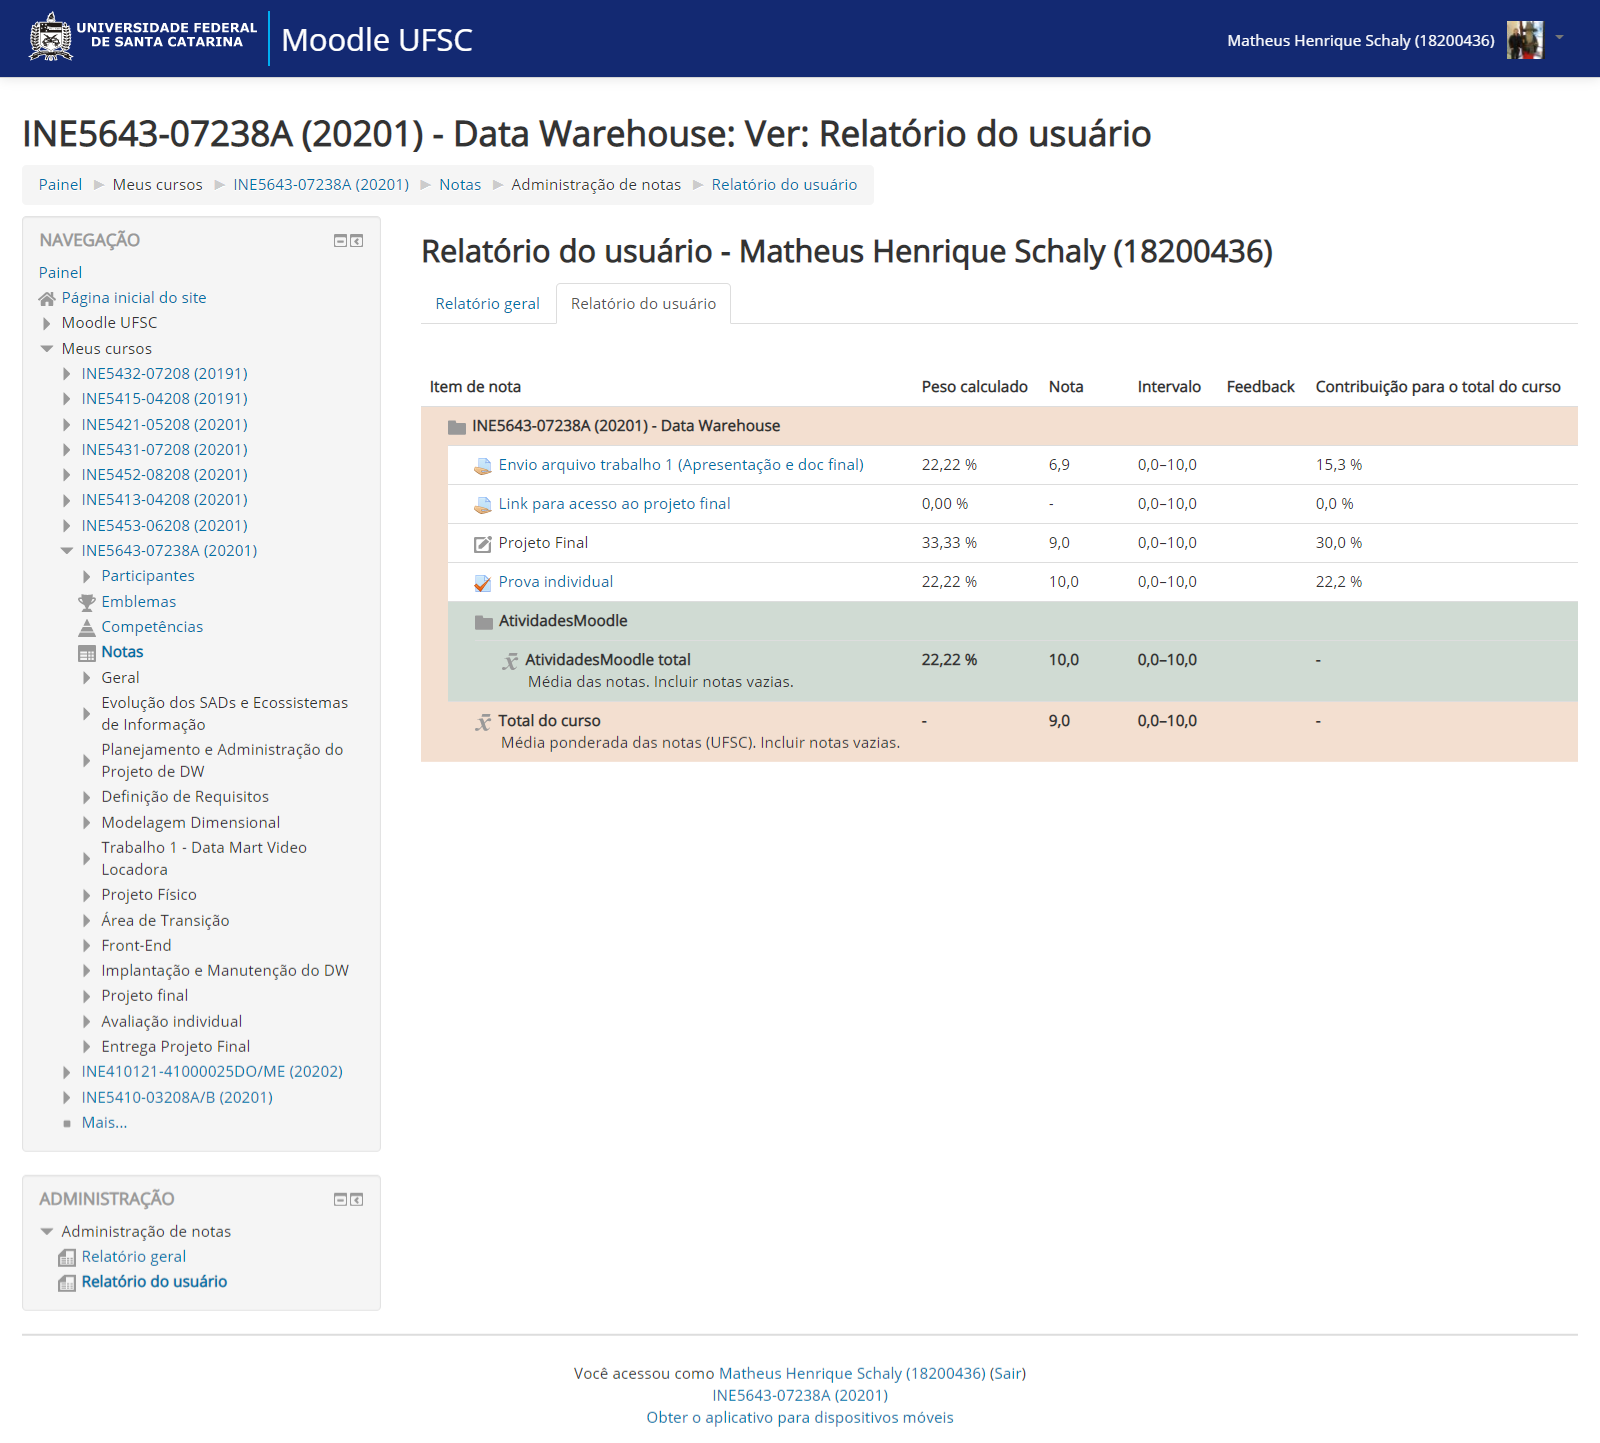 UNIVERSIDADE FEDERAL
DE SANTA CATARINA
Moodle UFSC
Matheus Henrique Schaly (18200436)
INE5643-07238A (20201) - Data Warehouse: Ver: Relatório do usuário
Painel ► Meus cursos ► INE5643-07238A (20201) ► Notas ► Administração de notas ► Relatório do usuário
NAVEGAÇÃO
Painel
Página inicial do site
Moodle UFSC
Meus cursos
INE5432-07208 (20191)
INE5415-04208 (20191)
INE5421-05208 (20201)
INE5431-07208 (20201)
INE5452-08208 (20201)
INE5413-04208 (20201)
INE5453-06208 (20201)
INE5643-07238A (20201)
Participantes
Emblemas
Competências
Notas
Geral
Evolução dos SADs e Ecossistemas
de Informação
Planejamento e Administração do
Projeto de DW
Definição de Requisitos
Modelagem Dimensional
Trabalho 1 - Data Mart Video
Locadora
Projeto Físico
Área de Transição
Front-End
Implantação e Manutenção do DW
Projeto final
Avaliação individual
Entrega Projeto Final
INE410121-41000025DO/ME (20202)
INE5410-03208A/B (20201)
Mais...
ADMINISTRAÇÃO
Administração de notas
Relatório geral
Relatório do usuário
Relatório do usuário - Matheus Henrique Schaly (18200436)
Relatório geral Relatório do usuário
Item de nota Peso calculado Nota Intervalo Feedback Contribuição para o total do curso
INE5643-07238A (20201) - Data Warehouse
Envio arquivo trabalho 1 (Apresentação e doc final) 22,22 % 6,9 0,0–10,0 15,3 %
Link para acesso ao projeto final 0,00 % - 0,0–10,0 0,0 %
Projeto Final 33,33 % 9,0 0,0–10,0 30,0 %
Prova individual 22,22 % 10,0 0,0–10,0 22,2 %
AtividadesMoodle
AtividadesMoodle total 22,22 % 10,0 0,0–10,0 -
Média das notas. Incluir notas vazias.
Total do curso - 9,0 0,0–10,0 -
Média ponderada das notas (UFSC). Incluir notas vazias.
Você acessou como Matheus Henrique Schaly (18200436) (Sair)
INE5643-07238A (20201)
Obter o aplicativo para dispositivos móveis